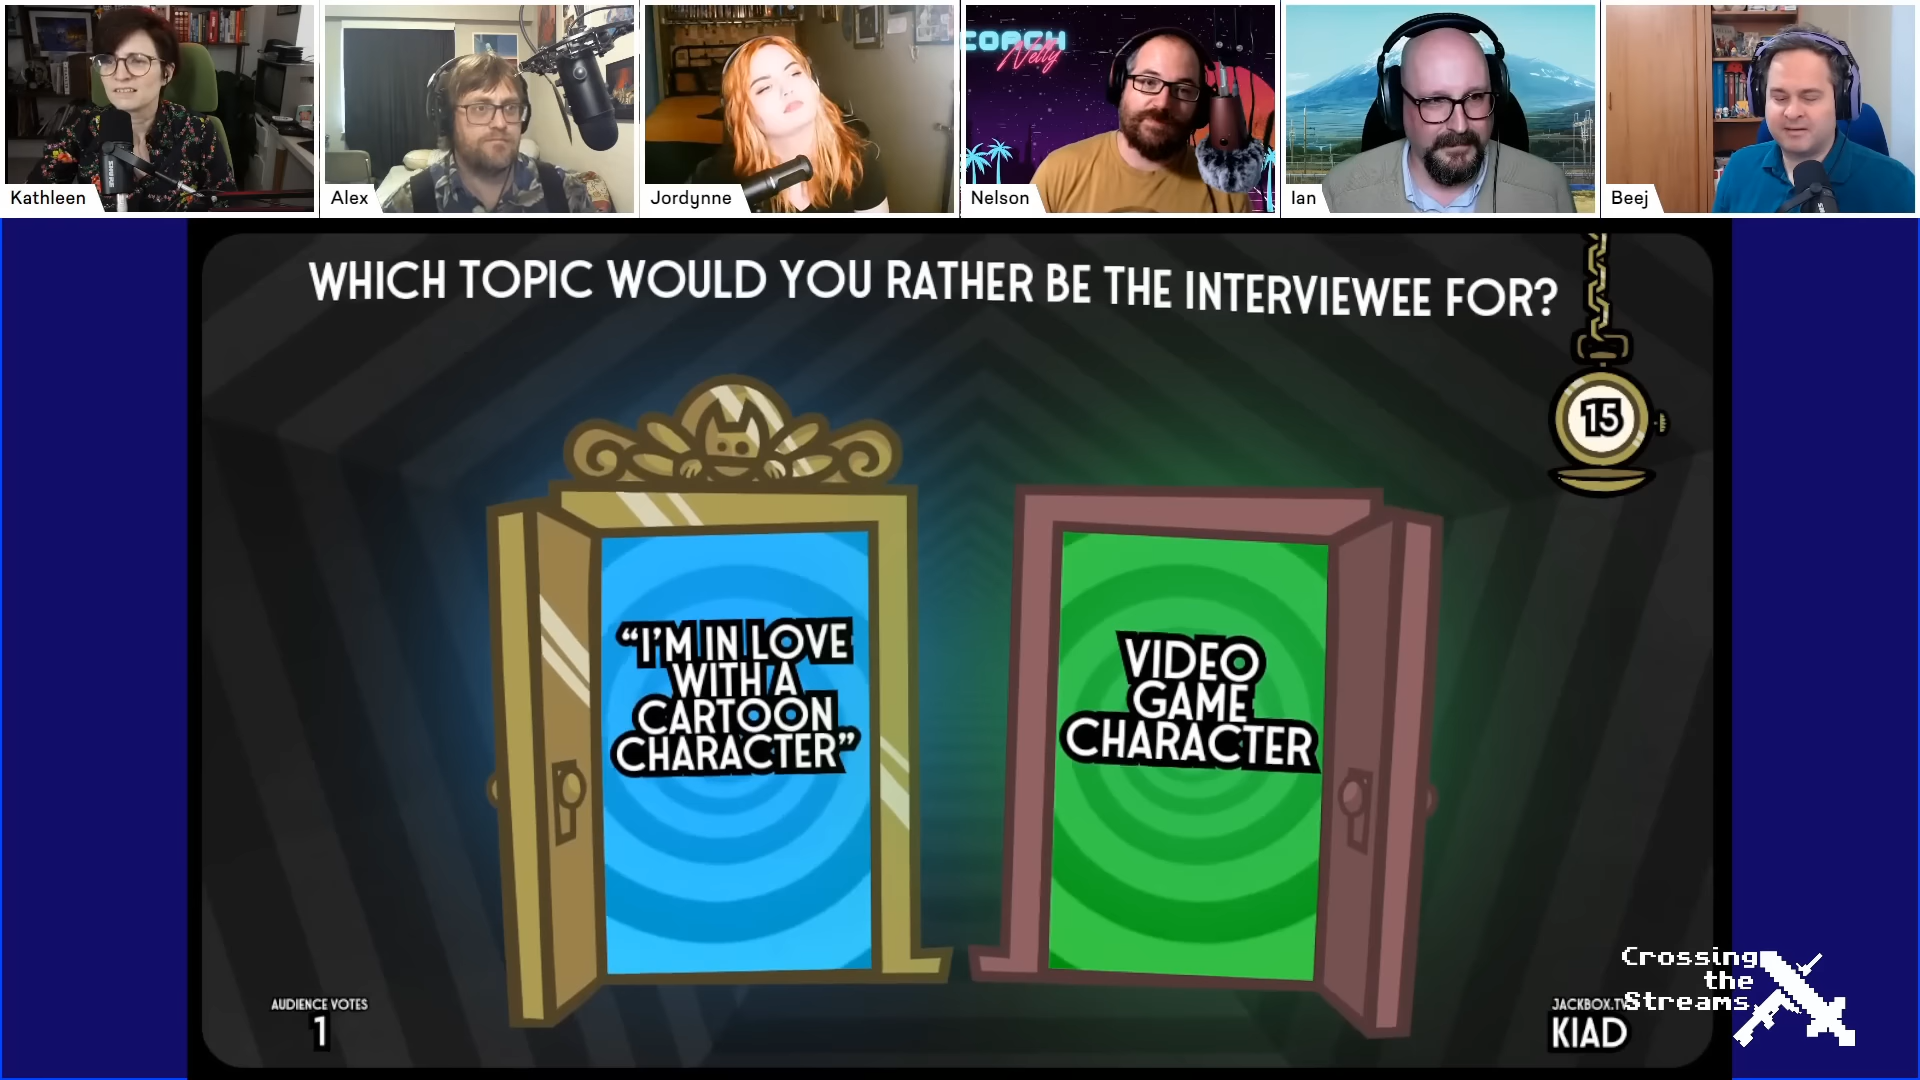 COACH
Nelly
Kathleen
Alex
Jordynne
Nelson
Ian
Beej
WHICH TOPIC WOULD YOU RATHER BE THE INTERVIEWEE FOR?
15
“I'M IN LOVE
WITH A
CARTOON
CHARACTER”
VIDEO
GAME
CHARACTER
AUDIENCE VOTES
1
JACKBOX.TV
KIAD
Crossing
the
Streams